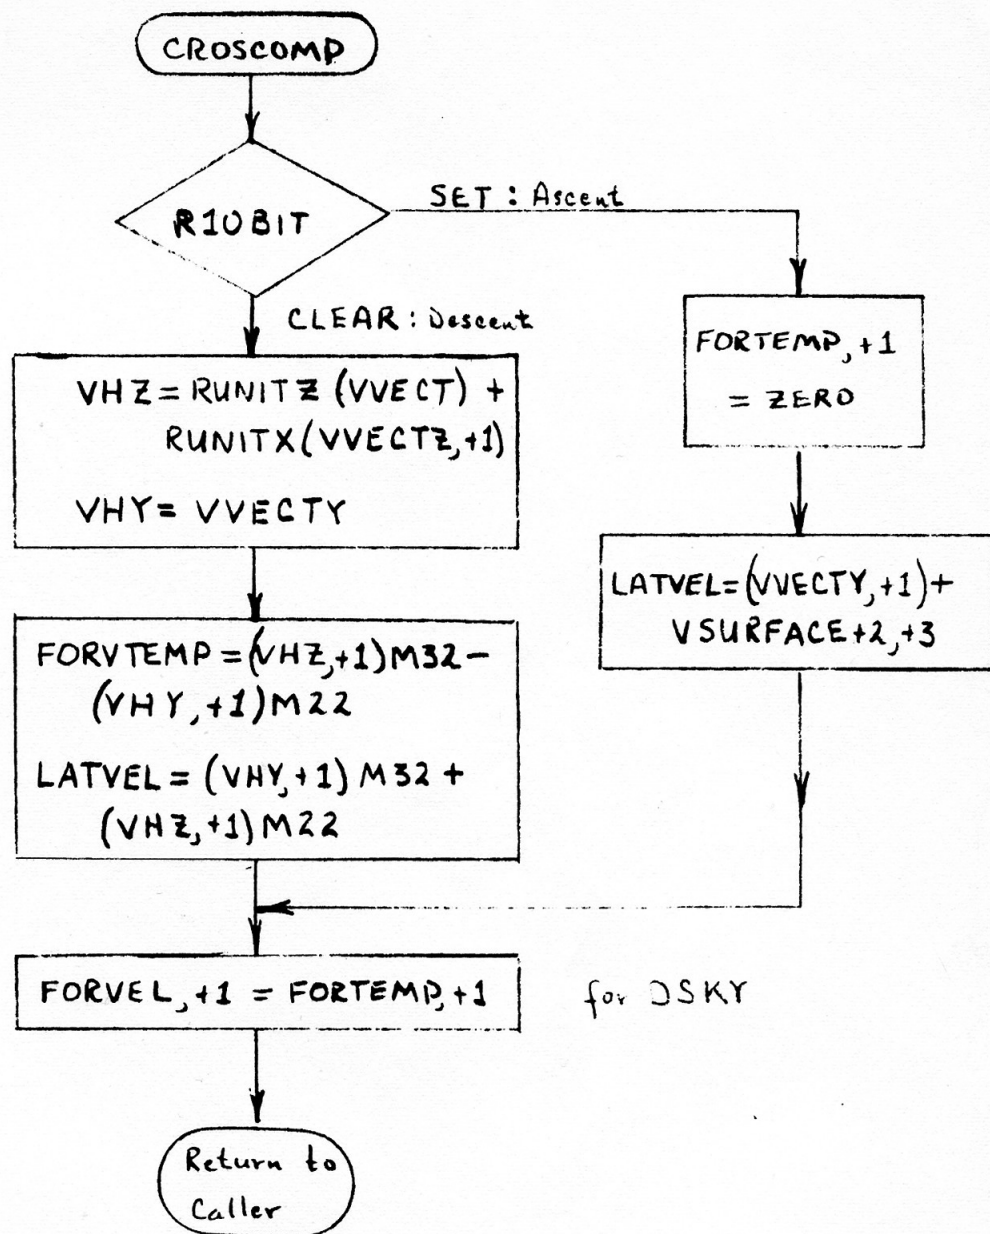 CROSCOMP
R10BIT
SET : Ascent
CLEAR : Descent
VHZ = RUNITZ (VVECT) +
RUNITX (VVECTZ, +1)
VHY = VVECTY
FORTEMP, +1
= ZERO
FORVTEMP = (VHZ, +1) M32 -
(VHY, +1) M22
LATVEL = (VHY, +1) M32 +
(VHZ, +1) M22
LATVEL = (VVECTY, +1) +
VSURFACE +2, +3
FORVEL, +1 = FORTEMP, +1
for DSKY
Return to
Caller